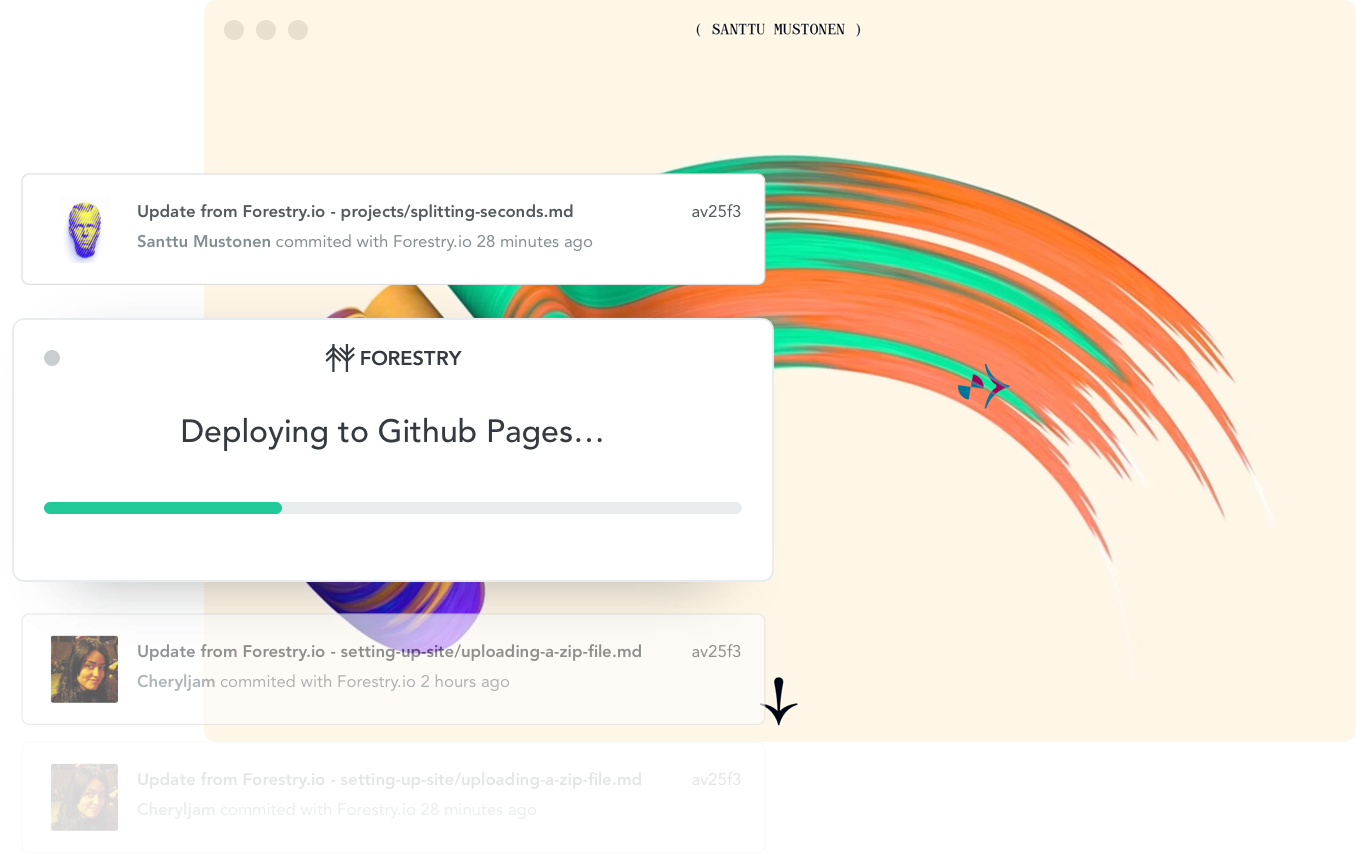 ( SANTTU MUSTONEN )
Update from Forestry.io - projects/splitting-seconds.md av25f3
Santtu Mustonen commited with Forestry.io 28 minutes ago
FORESTRY
Deploying to Github Pages...
Update from Forestry.io - setting-up-site/uploading-a-zip-file.md av25f3
Cheryljam commited with Forestry.io 2 hours ago
Update from Forestry.io - setting-up-site/uploading-a-zip-file.md av25f3
Cheryljam commited with Forestry.io 28 minutes ago